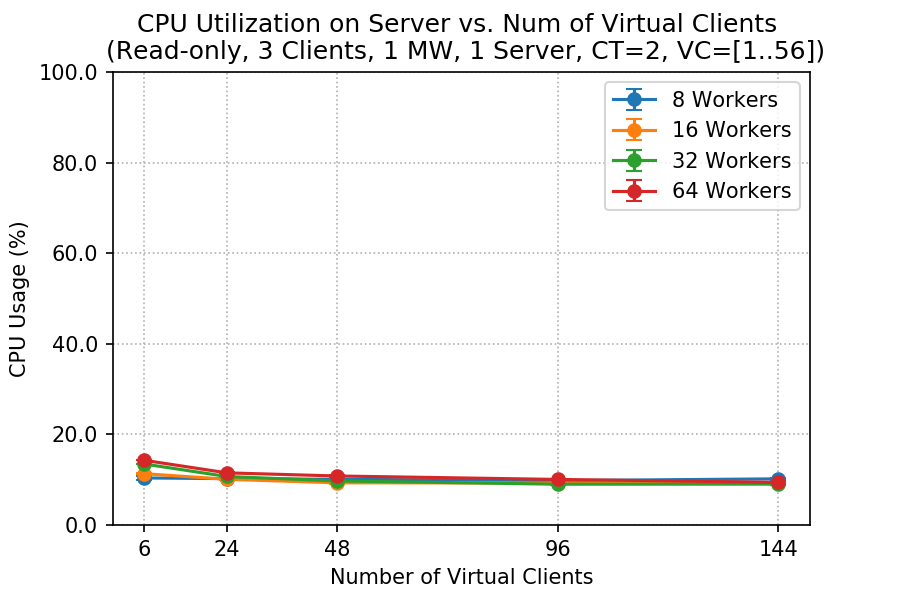 CPU Utilization on Server vs. Num of Virtual Clients
(Read-only, 3 Clients, 1 MW, 1 Server, CT=2, VC=[1..56])
100.0
80.0
60.0
40.0
20.0
0.0
CPU Usage (%)
8 Workers
16 Workers
32 Workers
64 Workers
6 24 48 96 144
Number of Virtual Clients